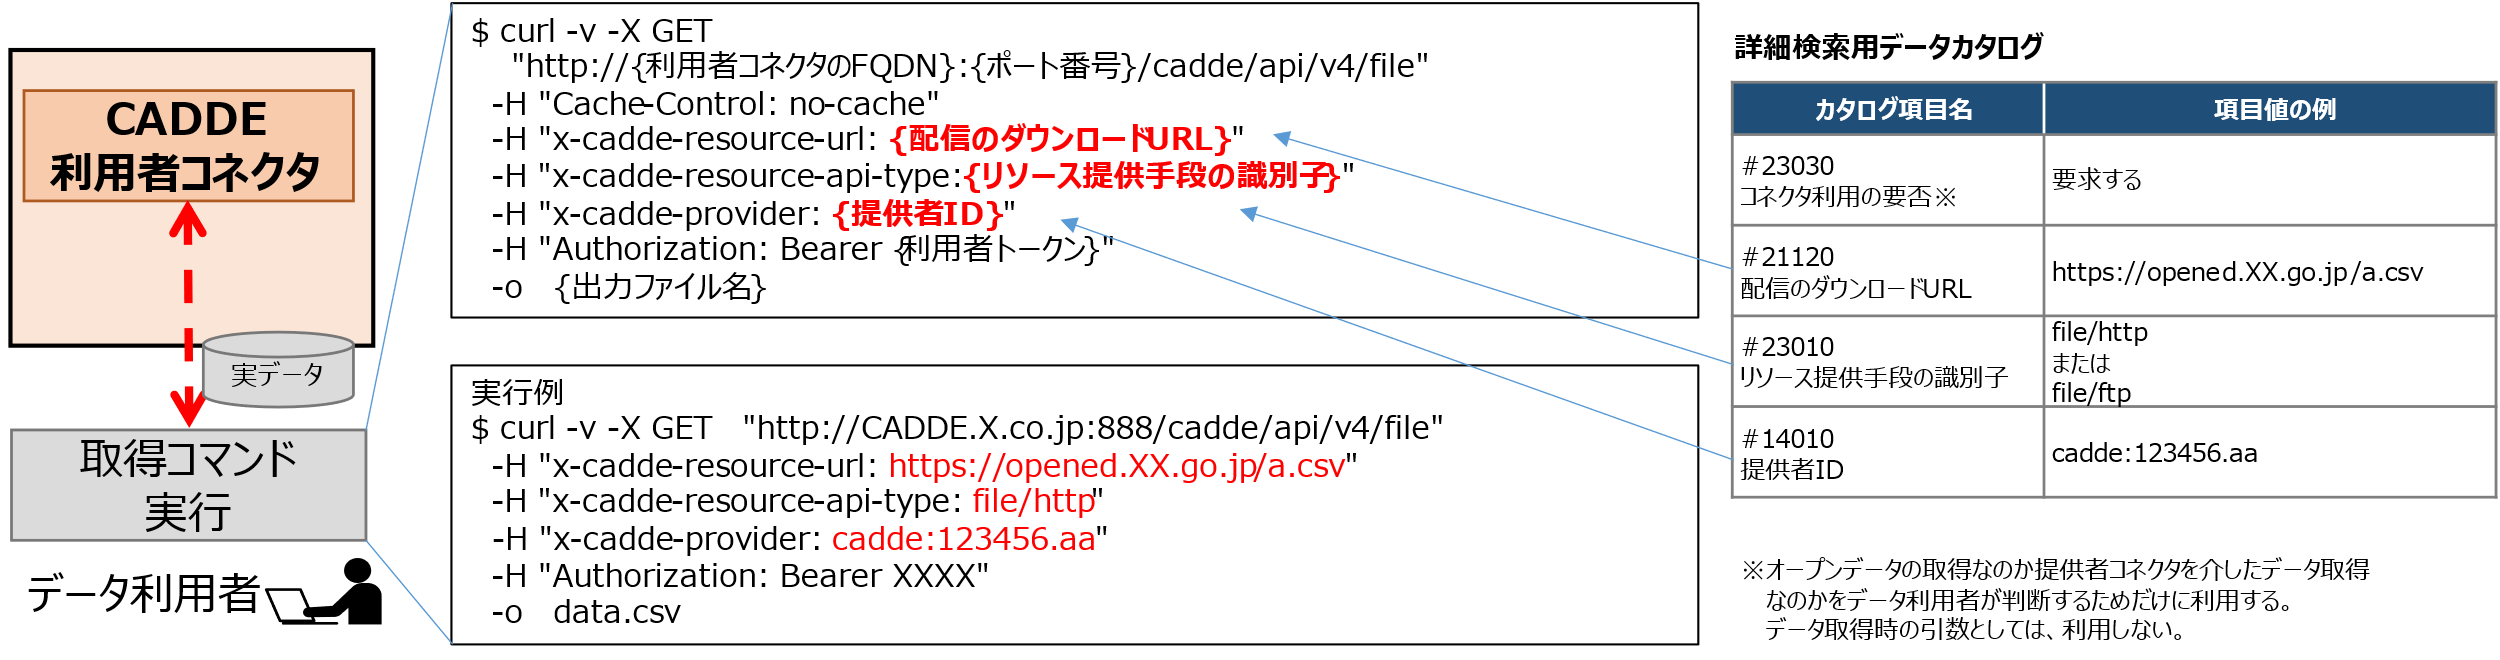 CADDE
利用者コネクタ
実データ
取得コマンド
実行
データ利用者
$ curl -v -X GET
"http://{利用者コネクタのFQDN}:{ポート番号}/cadde/api/v4/file"
-H "Cache-Control: no-cache"
-H "x-cadde-resource-url: {配信のダウンロードURL}"
-H "x-cadde-resource-api-type:{リソース提供手段の識別子}"
-H "x-cadde-provider: {提供者ID}"
-H "Authorization: Bearer {利用者トークン}"
-o {出力ファイル名}
実行例
$ curl -v -X GET "http://CADDE.X.co.jp:888/cadde/api/v4/file"
-H "x-cadde-resource-url: https://opened.XX.go.jp/a.csv"
-H "x-cadde-resource-api-type: file/http"
-H "x-cadde-provider: cadde:123456.aa"
-H "Authorization: Bearer XXXX"
-o data.csv
詳細検索用データカタログ
カタログ項目名 項目値の例
#23030
コネクタ利用の要否※
要求する
#21120
配信のダウンロードURL
https://opened.XX.go.jp/a.csv
#23010
リソース提供手段の識別子
file/http
または
file/ftp
#14010
提供者ID
cadde:123456.aa
※オープンデータの取得なのか提供者コネクタを介したデータ取得
なのかをデータ利用者が判断するためだけに利用する。
データ取得時の引数としては、利用しない。